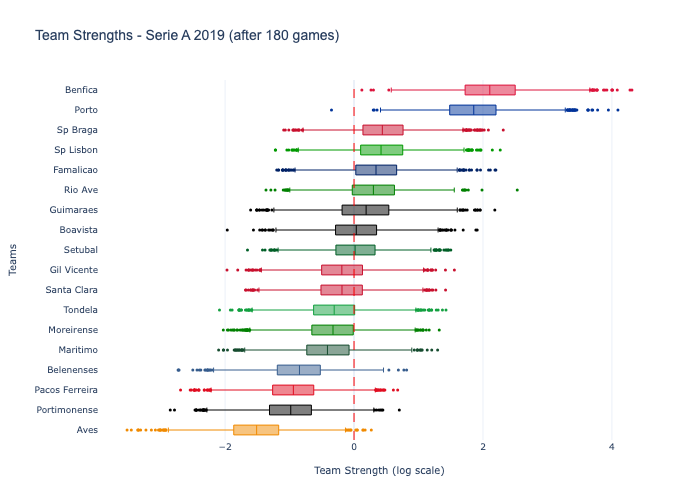 Team Strengths - Serie A 2019 (after 180 games)
Benfica
Porto
Sp Braga
Sp Lisbon
Famalicao
Rio Ave
Guimaraes
Boavista
Setubal
Gil Vicente
Santa Clara
Tondela
Moreirense
Maritimo
Belenenses
Pacos Ferreira
Portimonense
Aves
Teams
−2 0 2 4
Team Strength (log scale)